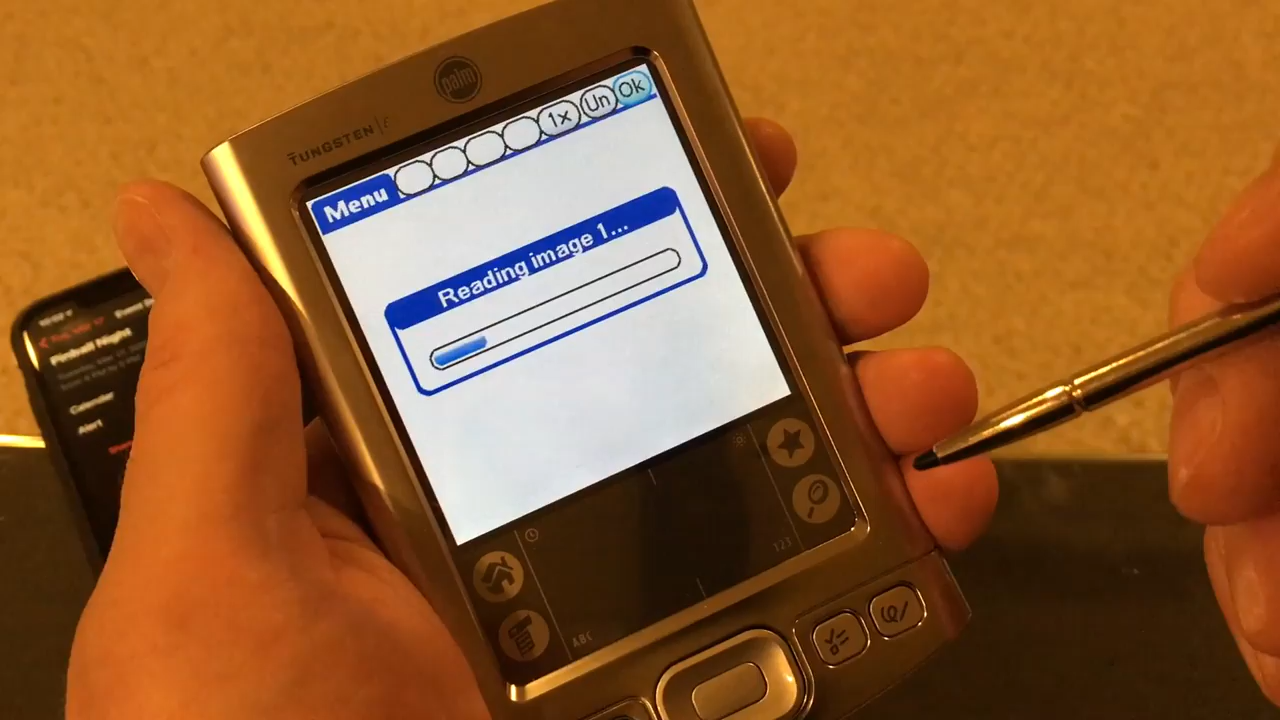 palm
TUNGSTEN | E
Menu
1x
Un
Ok
Reading image 1...
Pinball Night
Calendar
Alert
123
ABC